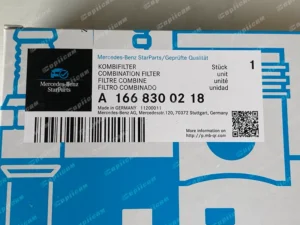 Mercedes-Benz StarParts/Geprüfte Qualität
Mercedes-Benz
StarParts
KOMBIFILTER
COMBINATION FILTER
FILTRE COMBINE
FILTRO COMBINADO
Stück
unit
unité
unidad
1
A 166 830 02 18
Made in GERMANY
Mercedes-Benz AG, Mercedesstr. 120, 70372 Stuttgart, Germany
More information on: